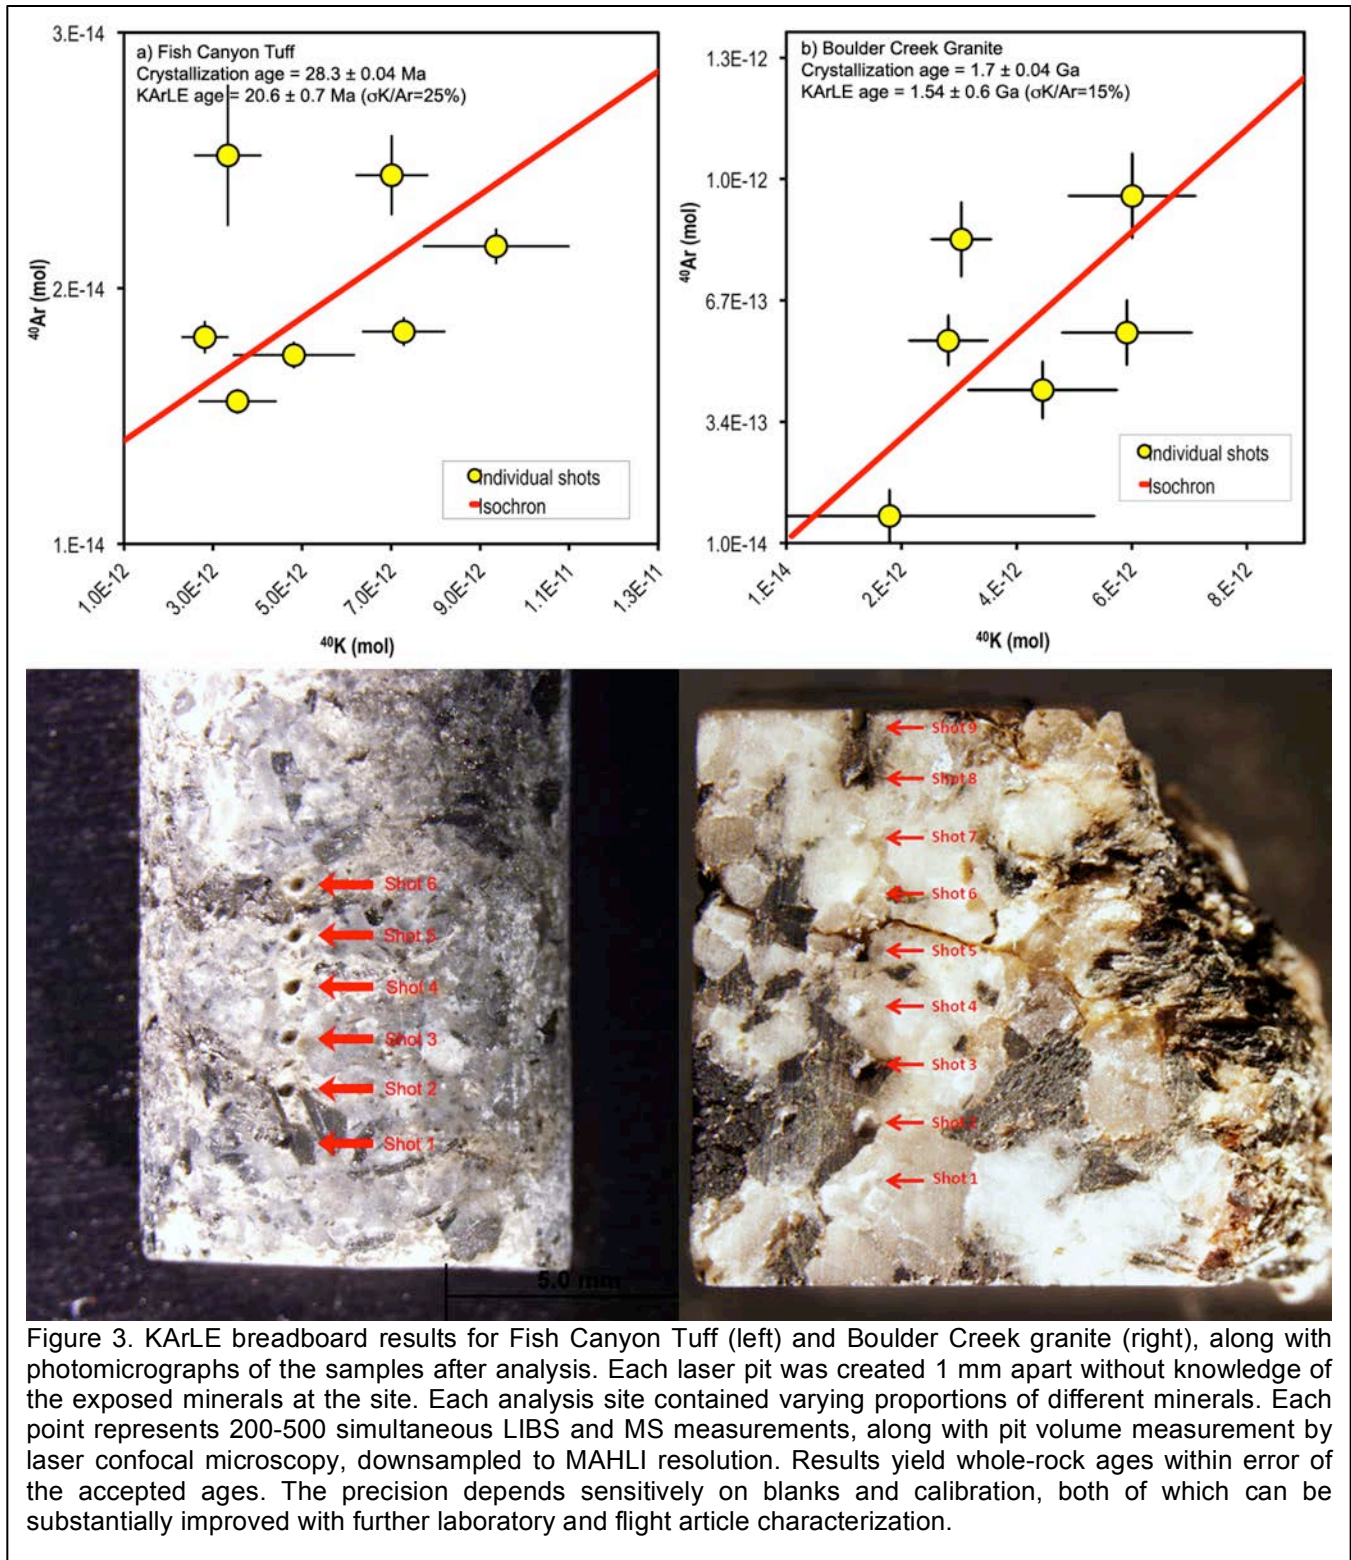 a) Fish Canyon Tuff
Crystallization age = 28.3 ± 0.04 Ma
KArLE age = 20.6 ± 0.7 Ma (σK/Ar=25%)
3.E-14
2.E-14
1.E-14
⁴⁰Ar (mol)
Individual shots
Isochron
1.0E-12
3.0E-12
5.0E-12
7.0E-12
9.0E-12
1.1E-11
1.3E-11
⁴⁰K (mol)
b) Boulder Creek Granite
Crystallization age = 1.7 ± 0.04 Ga
KArLE age = 1.54 ± 0.6 Ga (σK/Ar=15%)
1.3E-12
1.0E-12
6.7E-13
3.4E-13
1.0E-14
⁴⁰Ar (mol)
Individual shots
Isochron
1.E-14
2.E-12
4.E-12
6.E-12
8.E-12
⁴⁰K (mol)
Shot 6
Shot 5
Shot 4
Shot 3
Shot 2
Shot 1
5.0 mm
Shot 9
Shot 8
Shot 7
Shot 6
Shot 5
Shot 4
Shot 3
Shot 2
Shot 1
Figure 3. KArLE breadboard results for Fish Canyon Tuff (left) and Boulder Creek granite (right), along with
photomicrographs of the samples after analysis. Each laser pit was created 1 mm apart without knowledge of
the exposed minerals at the site. Each analysis site contained varying proportions of different minerals. Each
point represents 200-500 simultaneous LIBS and MS measurements, along with pit volume measurement by
laser confocal microscopy, downsampled to MAHLI resolution. Results yield whole-rock ages within error of
the accepted ages. The precision depends sensitively on blanks and calibration, both of which can be
substantially improved with further laboratory and flight article characterization.